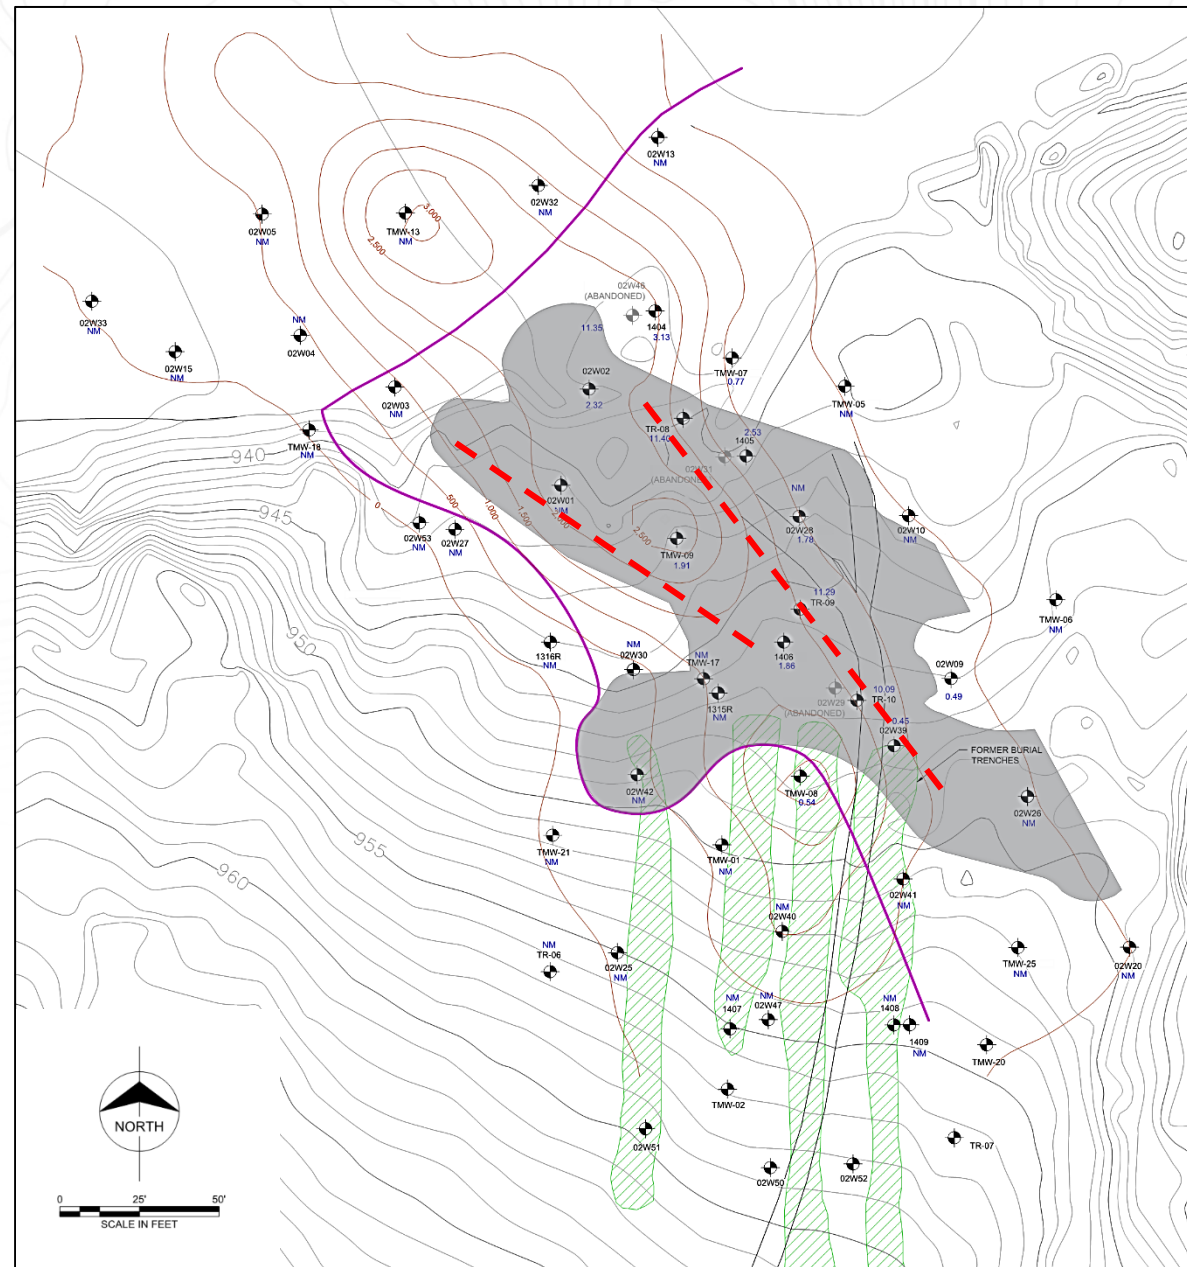 02W13
NM
02W32
NM
3,000
TMW-13
NM
2,500
02W05
NM
02W46
(ABANDONED)
02W33
NM
NM
02W04
11.35
1404
3.13
02W15
NM
TMW-07
0.77
02W03
NM
02W02
2.32
TMW-05
NM
TR-08
11.40
2.53
1405
TMW-18
NM
940
02W31
(ABANDONED)
02W01
NM
0
500
1,000
1,500
2,000
2,500
945
02W53
NM
02W27
NM
NM
02W28
1.78
02W10
NM
TMW-09
1.91
11.29
TR-09
TMW-06
NM
950
1316R
NM
NM
02W30
NM
TMW-17
1406
1.86
02W09
0.49
1315R
NM
02W29
(ABANDONED)
10.09
TR-10
0.45
02W39
FORMER BURIAL
TRENCHES
02W42
NM
TMW-08
0.54
02W26
NM
955
TMW-21
NM
TMW-01
NM
960
02W41
NM
NM
02W40
NM
TR-06
02W25
NM
TMW-25
NM
02W20
NM
NM
1407
NM
02W47
NM
1408
1409
NM
TMW-20
TMW-02
NORTH
02W51
TR-07
02W50
02W52
0 25' 50'
SCALE IN FEET